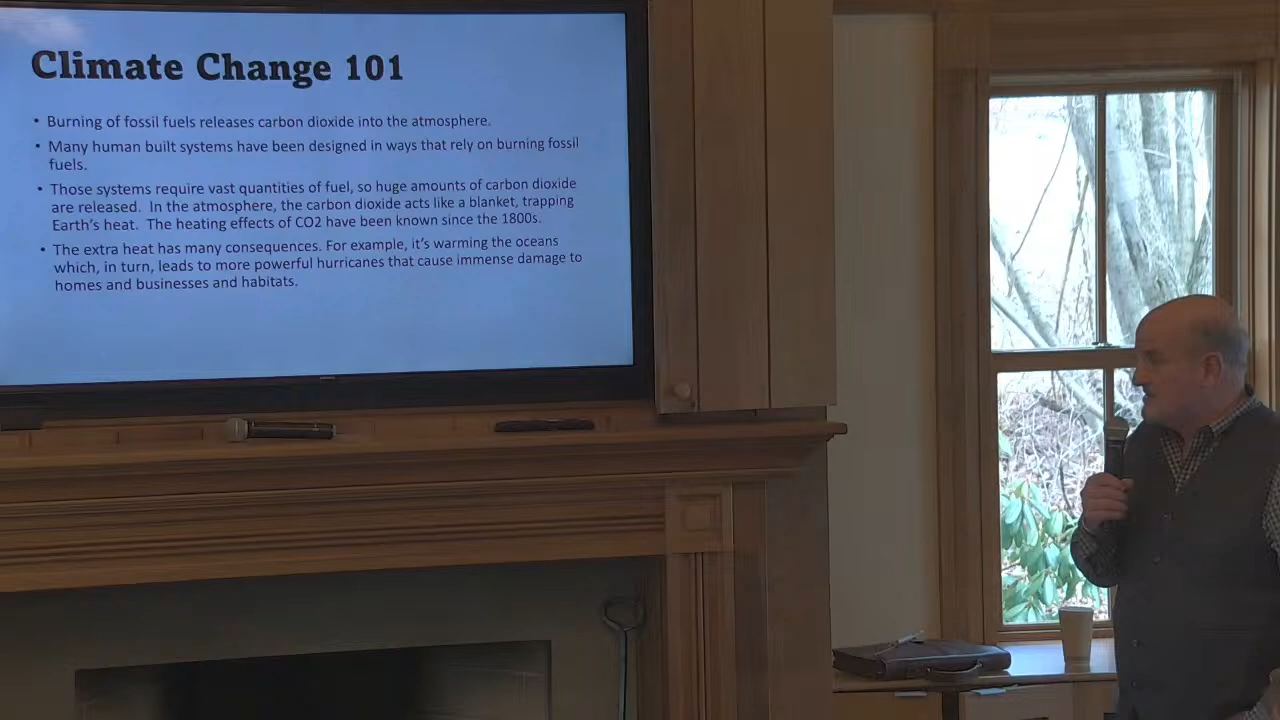 Climate Change 101
• Burning of fossil fuels releases carbon dioxide into the atmosphere.
• Many human built systems have been designed in ways that rely on burning fossil
fuels.
• Those systems require vast quantities of fuel, so huge amounts of carbon dioxide
are released.  In the atmosphere, the carbon dioxide acts like a blanket, trapping
Earth's heat.  The heating effects of CO2 have been known since the 1800s.
• The extra heat has many consequences. For example, it's warming the oceans
which, in turn, leads to more powerful hurricanes that cause immense damage to
homes and businesses and habitats.